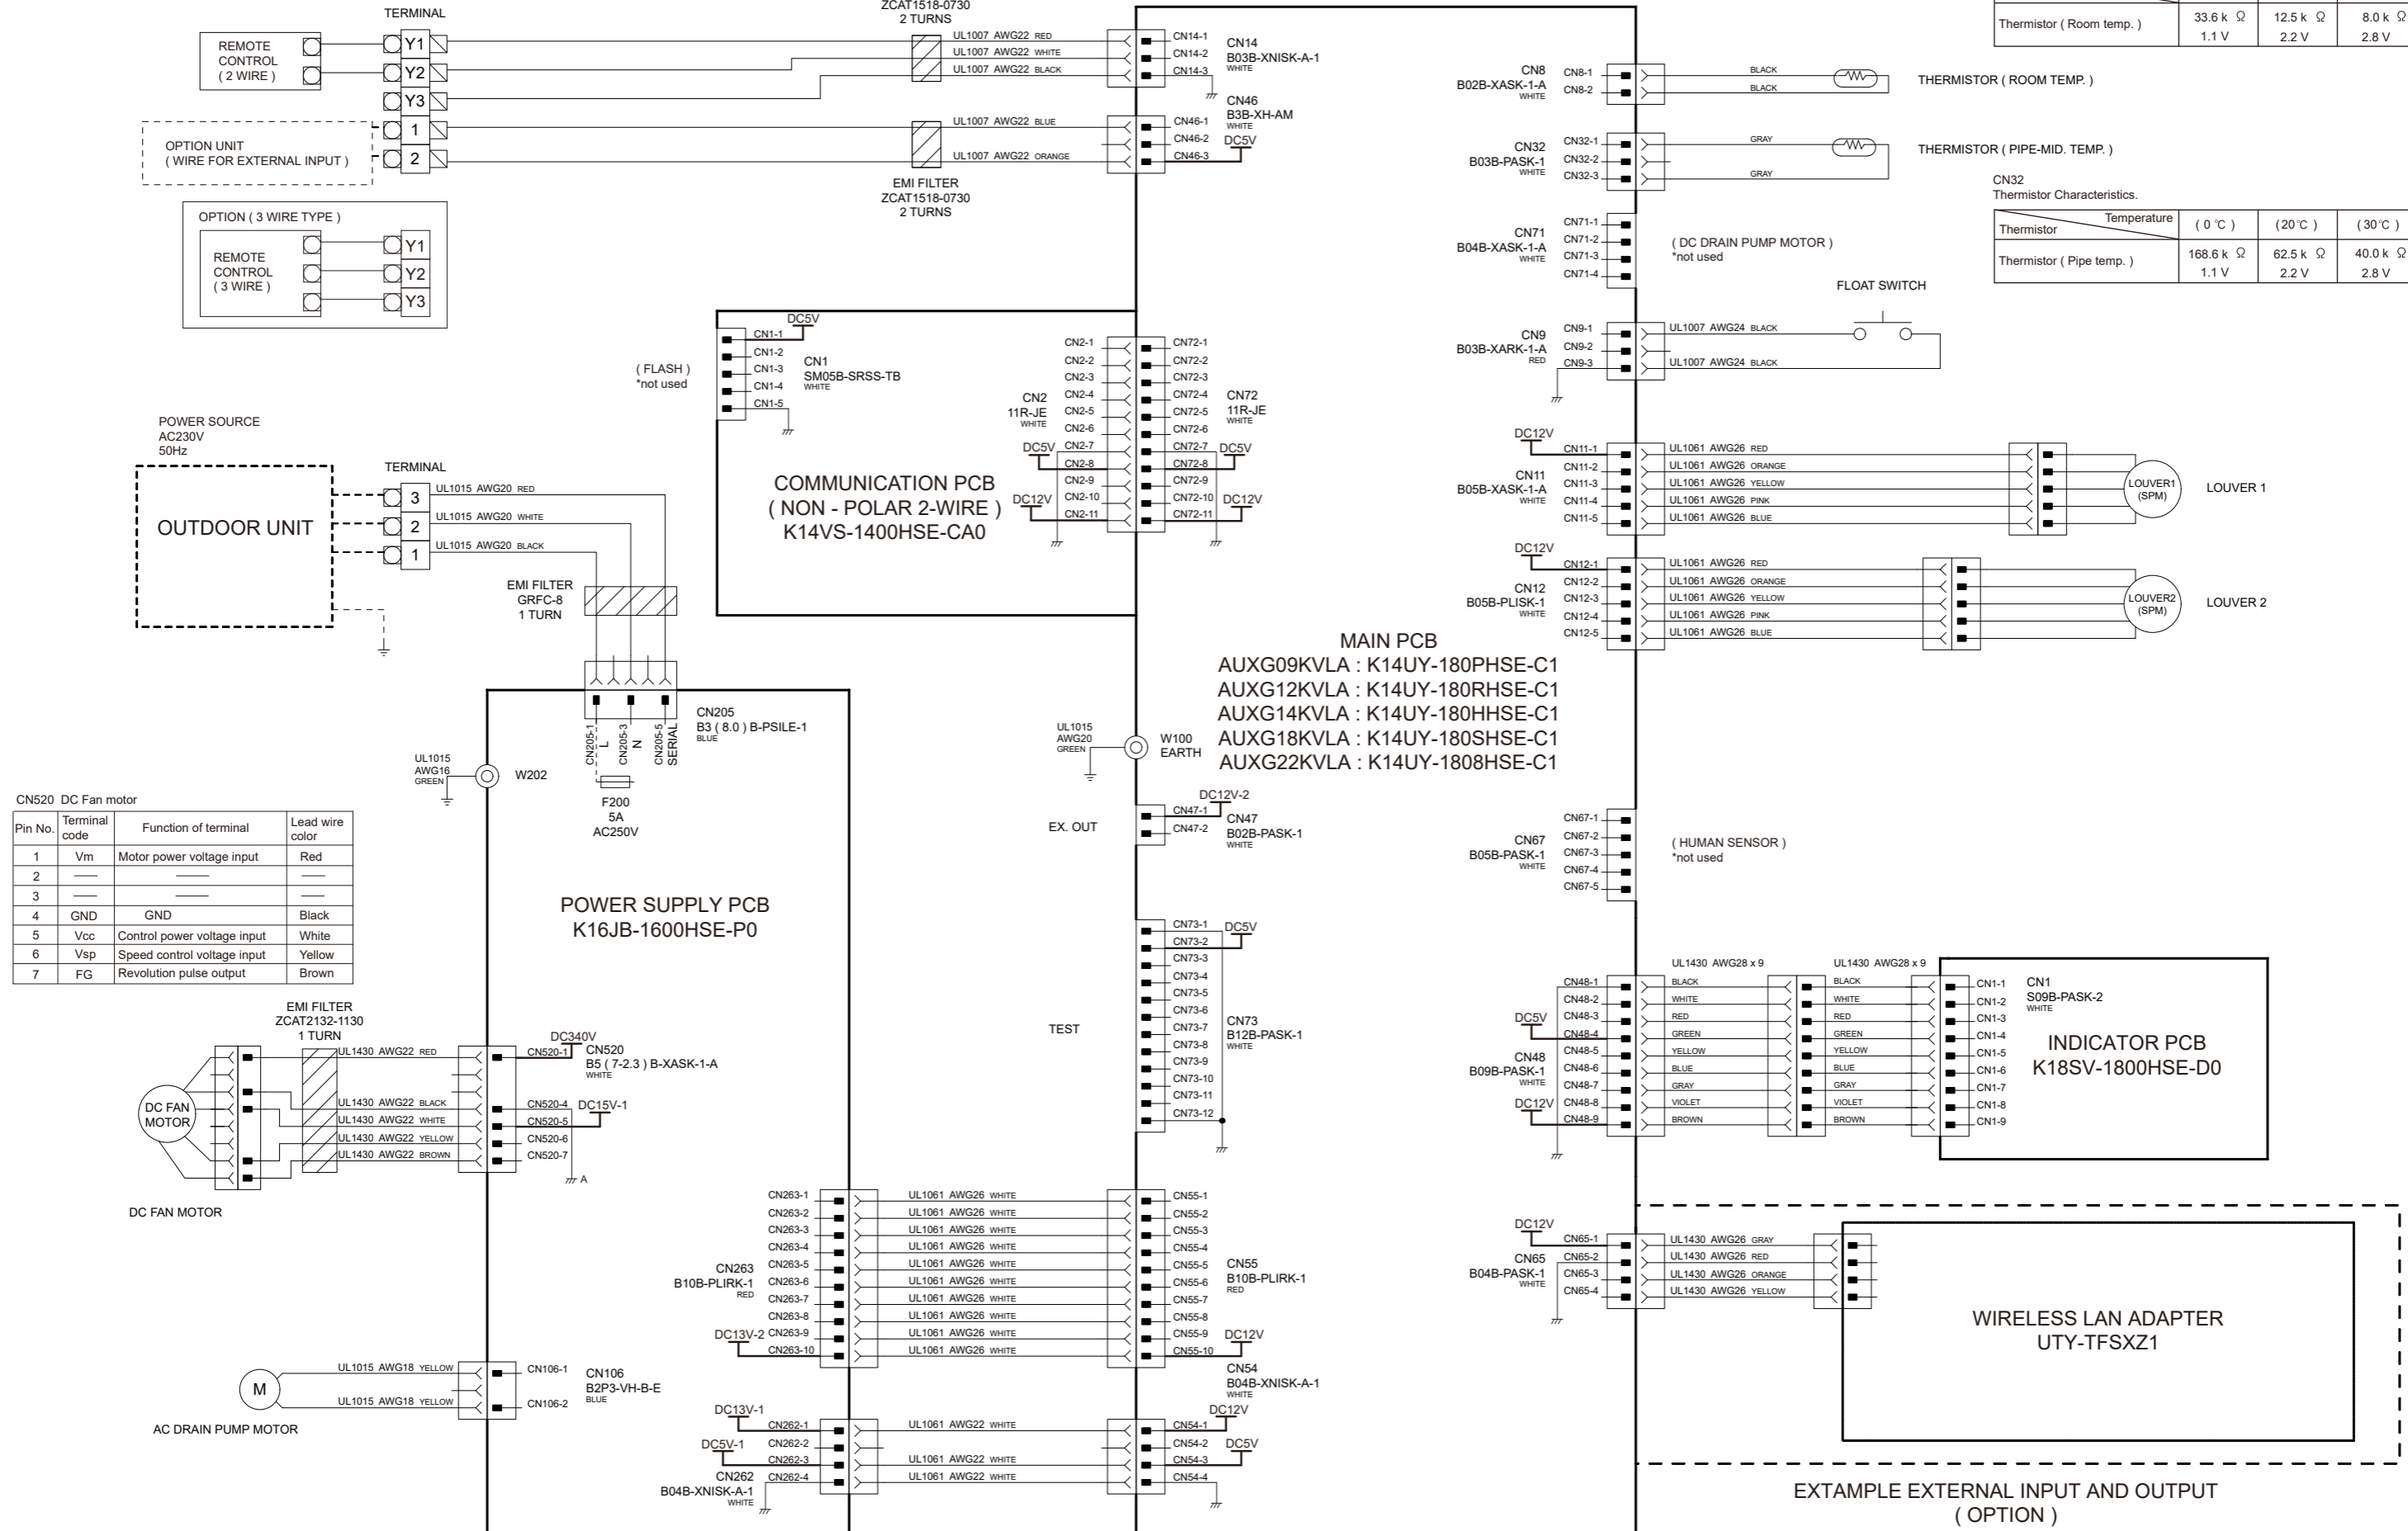 TERMINAL
REMOTE
CONTROL
( 2 WIRE )
Y1
Y2
Y3
1
2
OPTION UNIT
( WIRE FOR EXTERNAL INPUT )
OPTION ( 3 WIRE TYPE )
REMOTE
CONTROL
( 3 WIRE )
Y1
Y2
Y3
ZCAT1518-0730
2 TURNS
UL1007 AWG22 RED
UL1007 AWG22 WHITE
UL1007 AWG22 BLACK
UL1007 AWG22 BLUE
UL1007 AWG22 ORANGE
EMI FILTER
ZCAT1518-0730
2 TURNS
CN14-1
CN14-2
CN14-3
CN14
B03B-XNISK-A-1
WHITE
CN46
B3B-XH-AM
WHITE
CN46-1
CN46-2
CN46-3
DC5V
CN8
B02B-XASK-1-A
WHITE
CN8-1
CN8-2
BLACK
BLACK
THERMISTOR ( ROOM TEMP. )
Thermistor ( Room temp. )
33.6 k Ω
1.1 V
12.5 k Ω
2.2 V
8.0 k Ω
2.8 V
CN32
B03B-PASK-1
WHITE
CN32-1
CN32-2
CN32-3
GRAY
GRAY
THERMISTOR ( PIPE-MID. TEMP. )
CN32
Thermistor Characteristics.
Temperature
Thermistor
( 0 ℃ )
( 20℃ )
( 30℃ )
Thermistor ( Pipe temp. )
168.6 k Ω
1.1 V
62.5 k Ω
2.2 V
40.0 k Ω
2.8 V
CN71
B04B-XASK-1-A
WHITE
CN71-1
CN71-2
CN71-3
CN71-4
( DC DRAIN PUMP MOTOR )
*not used
FLOAT SWITCH
CN9
B03B-XARK-1-A
RED
CN9-1
CN9-2
CN9-3
UL1007 AWG24 BLACK
UL1007 AWG24 BLACK
( FLASH )
*not used
DC5V
CN1-1
CN1-2
CN1-3
CN1-4
CN1-5
CN1
SM05B-SRSS-TB
WHITE
COMMUNICATION PCB
( NON - POLAR 2-WIRE )
K14VS-1400HSE-CA0
CN2
11R-JE
WHITE
DC5V
DC12V
CN2-1
CN2-2
CN2-3
CN2-4
CN2-5
CN2-6
CN2-7
CN2-8
CN2-9
CN2-10
CN2-11
CN72-1
CN72-2
CN72-3
CN72-4
CN72-5
CN72-6
CN72-7
CN72-8
CN72-9
CN72-10
CN72-11
CN72
11R-JE
WHITE
DC5V
DC12V
DC12V
CN11
B05B-XASK-1-A
WHITE
CN11-1
CN11-2
CN11-3
CN11-4
CN11-5
UL1061 AWG26 RED
UL1061 AWG26 ORANGE
UL1061 AWG26 YELLOW
UL1061 AWG26 PINK
UL1061 AWG26 BLUE
LOUVER1
(SPM)
LOUVER 1
DC12V
CN12
B05B-PLISK-1
WHITE
CN12-1
CN12-2
CN12-3
CN12-4
CN12-5
UL1061 AWG26 RED
UL1061 AWG26 ORANGE
UL1061 AWG26 YELLOW
UL1061 AWG26 PINK
UL1061 AWG26 BLUE
LOUVER2
(SPM)
LOUVER 2
POWER SOURCE
AC230V
50Hz
OUTDOOR UNIT
TERMINAL
3
2
1
UL1015 AWG20 RED
UL1015 AWG20 WHITE
UL1015 AWG20 BLACK
EMI FILTER
GRFC-8
1 TURN
CN205
B3 ( 8.0 ) B-PSILE-1
BLUE
CN205-1
L
CN205-3
N
CN205-5
SERIAL
F200
5A
AC250V
UL1015
AWG16
GREEN
W202
MAIN PCB
AUXG09KVLA : K14UY-180PHSE-C1
AUXG12KVLA : K14UY-180RHSE-C1
AUXG14KVLA : K14UY-180HHSE-C1
AUXG18KVLA : K14UY-180SHSE-C1
AUXG22KVLA : K14UY-1808HSE-C1
UL1015
AWG20
GREEN
W100
EARTH
EX. OUT
DC12V-2
CN47-1
CN47-2
CN47
B02B-PASK-1
WHITE
CN67
B05B-PASK-1
WHITE
CN67-1
CN67-2
CN67-3
CN67-4
CN67-5
( HUMAN SENSOR )
*not used
CN520 DC Fan motor
Pin No.
Terminal code
Function of terminal
Lead wire color
1 Vm Motor power voltage input Red
2 —— —— ——
3 —— —— ——
4 GND GND Black
5 Vcc Control power voltage input White
6 Vsp Speed control voltage input Yellow
7 FG Revolution pulse output Brown
POWER SUPPLY PCB
K16JB-1600HSE-P0
TEST
CN73-1
CN73-2
CN73-3
CN73-4
CN73-5
CN73-6
CN73-7
CN73-8
CN73-9
CN73-10
CN73-11
CN73-12
DC5V
CN73
B12B-PASK-1
WHITE
UL1430 AWG28 x 9
UL1430 AWG28 x 9
DC5V
CN48
B09B-PASK-1
WHITE
DC12V
CN48-1
CN48-2
CN48-3
CN48-4
CN48-5
CN48-6
CN48-7
CN48-8
CN48-9
BLACK
WHITE
RED
GREEN
YELLOW
BLUE
GRAY
VIOLET
BROWN
BLACK
WHITE
RED
GREEN
YELLOW
BLUE
GRAY
VIOLET
BROWN
CN1-1
CN1-2
CN1-3
CN1-4
CN1-5
CN1-6
CN1-7
CN1-8
CN1-9
CN1
S09B-PASK-2
WHITE
INDICATOR PCB
K18SV-1800HSE-D0
EMI FILTER
ZCAT2132-1130
1 TURN
DC FAN
MOTOR
DC FAN MOTOR
UL1430 AWG22 RED
UL1430 AWG22 BLACK
UL1430 AWG22 WHITE
UL1430 AWG22 YELLOW
UL1430 AWG22 BROWN
DC340V
CN520-1
CN520
B5 ( 7-2.3 ) B-XASK-1-A
WHITE
CN520-4
DC15V-1
CN520-5
CN520-6
CN520-7
A
CN263
B10B-PLIRK-1
RED
DC13V-2
CN263-1
CN263-2
CN263-3
CN263-4
CN263-5
CN263-6
CN263-7
CN263-8
CN263-9
CN263-10
UL1061 AWG26 WHITE
UL1061 AWG26 WHITE
UL1061 AWG26 WHITE
UL1061 AWG26 WHITE
UL1061 AWG26 WHITE
UL1061 AWG26 WHITE
UL1061 AWG26 WHITE
UL1061 AWG26 WHITE
UL1061 AWG26 WHITE
UL1061 AWG26 WHITE
CN55-1
CN55-2
CN55-3
CN55-4
CN55-5
CN55-6
CN55-7
CN55-8
CN55-9
CN55-10
CN55
B10B-PLIRK-1
RED
DC12V
M
AC DRAIN PUMP MOTOR
UL1015 AWG18 YELLOW
UL1015 AWG18 YELLOW
CN106-1
CN106-2
CN106
B2P3-VH-B-E
BLUE
DC13V-1
DC5V-1
CN262
B04B-XNISK-A-1
WHITE
CN262-1
CN262-2
CN262-3
CN262-4
UL1061 AWG22 WHITE
UL1061 AWG22 WHITE
UL1061 AWG22 WHITE
CN54
B04B-XNISK-A-1
WHITE
DC12V
CN54-1
CN54-2
CN54-3
CN54-4
DC5V
DC12V
CN65
B04B-PASK-1
WHITE
CN65-1
CN65-2
CN65-3
CN65-4
UL1430 AWG26 GRAY
UL1430 AWG26 RED
UL1430 AWG26 ORANGE
UL1430 AWG26 YELLOW
WIRELESS LAN ADAPTER
UTY-TFSXZ1
EXTAMPLE EXTERNAL INPUT AND OUTPUT
( OPTION )